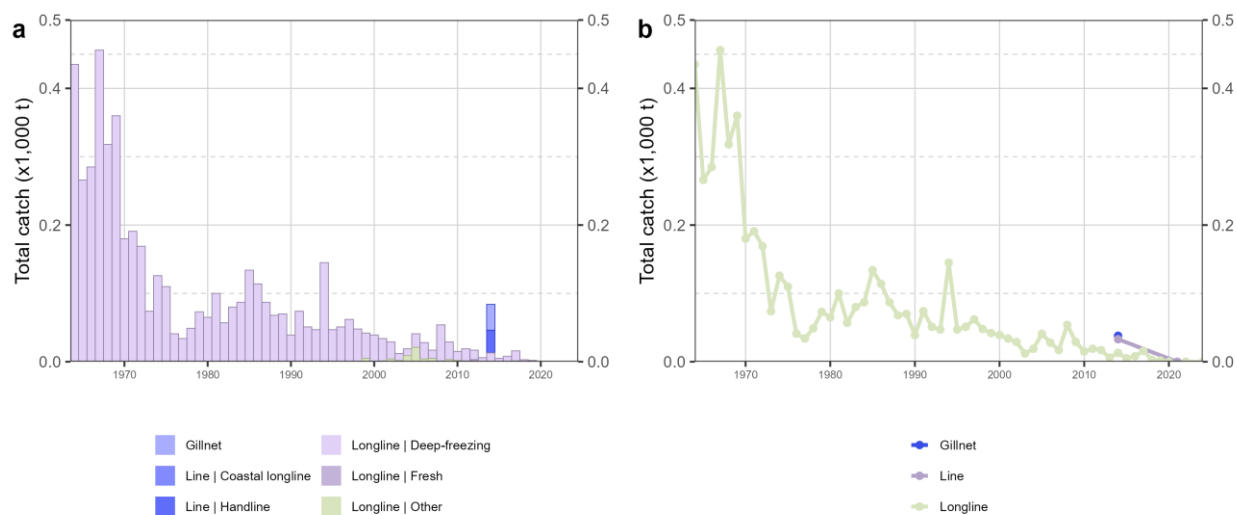 a
Total catch (x1,000 t)
0.5
0.4
0.2
0.0
0.5
0.4
0.2
0.0
1970
1980
1990
2000
2010
2020
Gillnet
Line | Coastal longline
Line | Handline
Longline | Deep-freezing
Longline | Fresh
Longline | Other
b
Total catch (x1,000 t)
0.5
0.4
0.2
0.0
0.5
0.4
0.2
0.0
1970
1980
1990
2000
2010
2020
Gillnet
Line
Longline